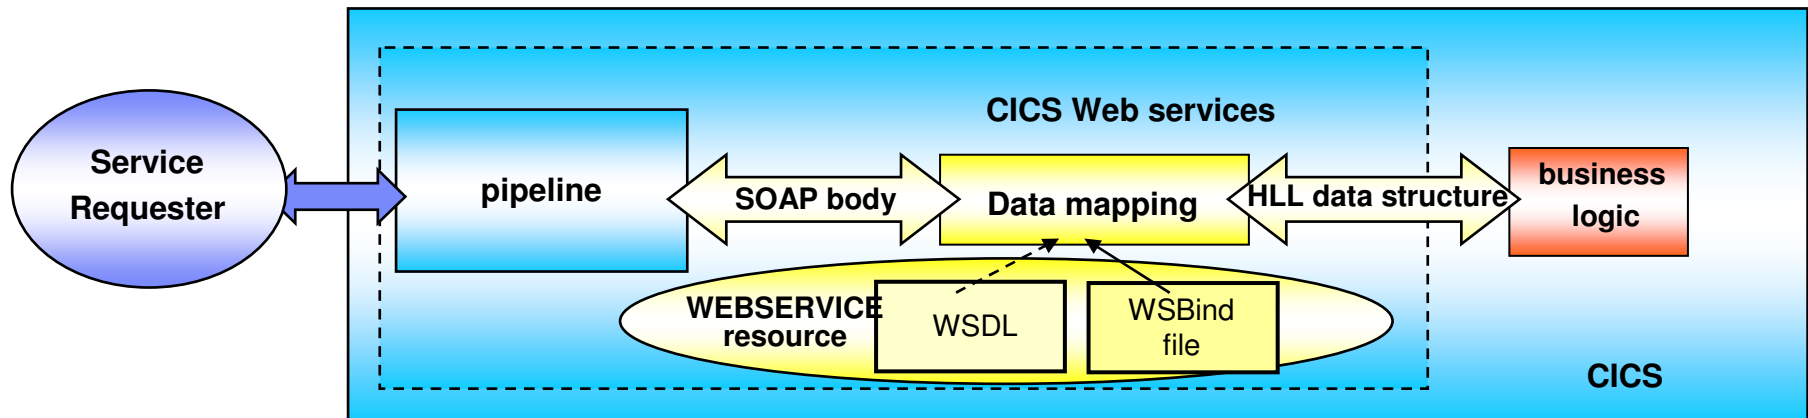 CICS Web services
Service
Requester
pipeline
SOAP body
Data mapping
HLL data structure
business
logic
WEBSERVICE
resource
WSDL
WSBind
file
CICS